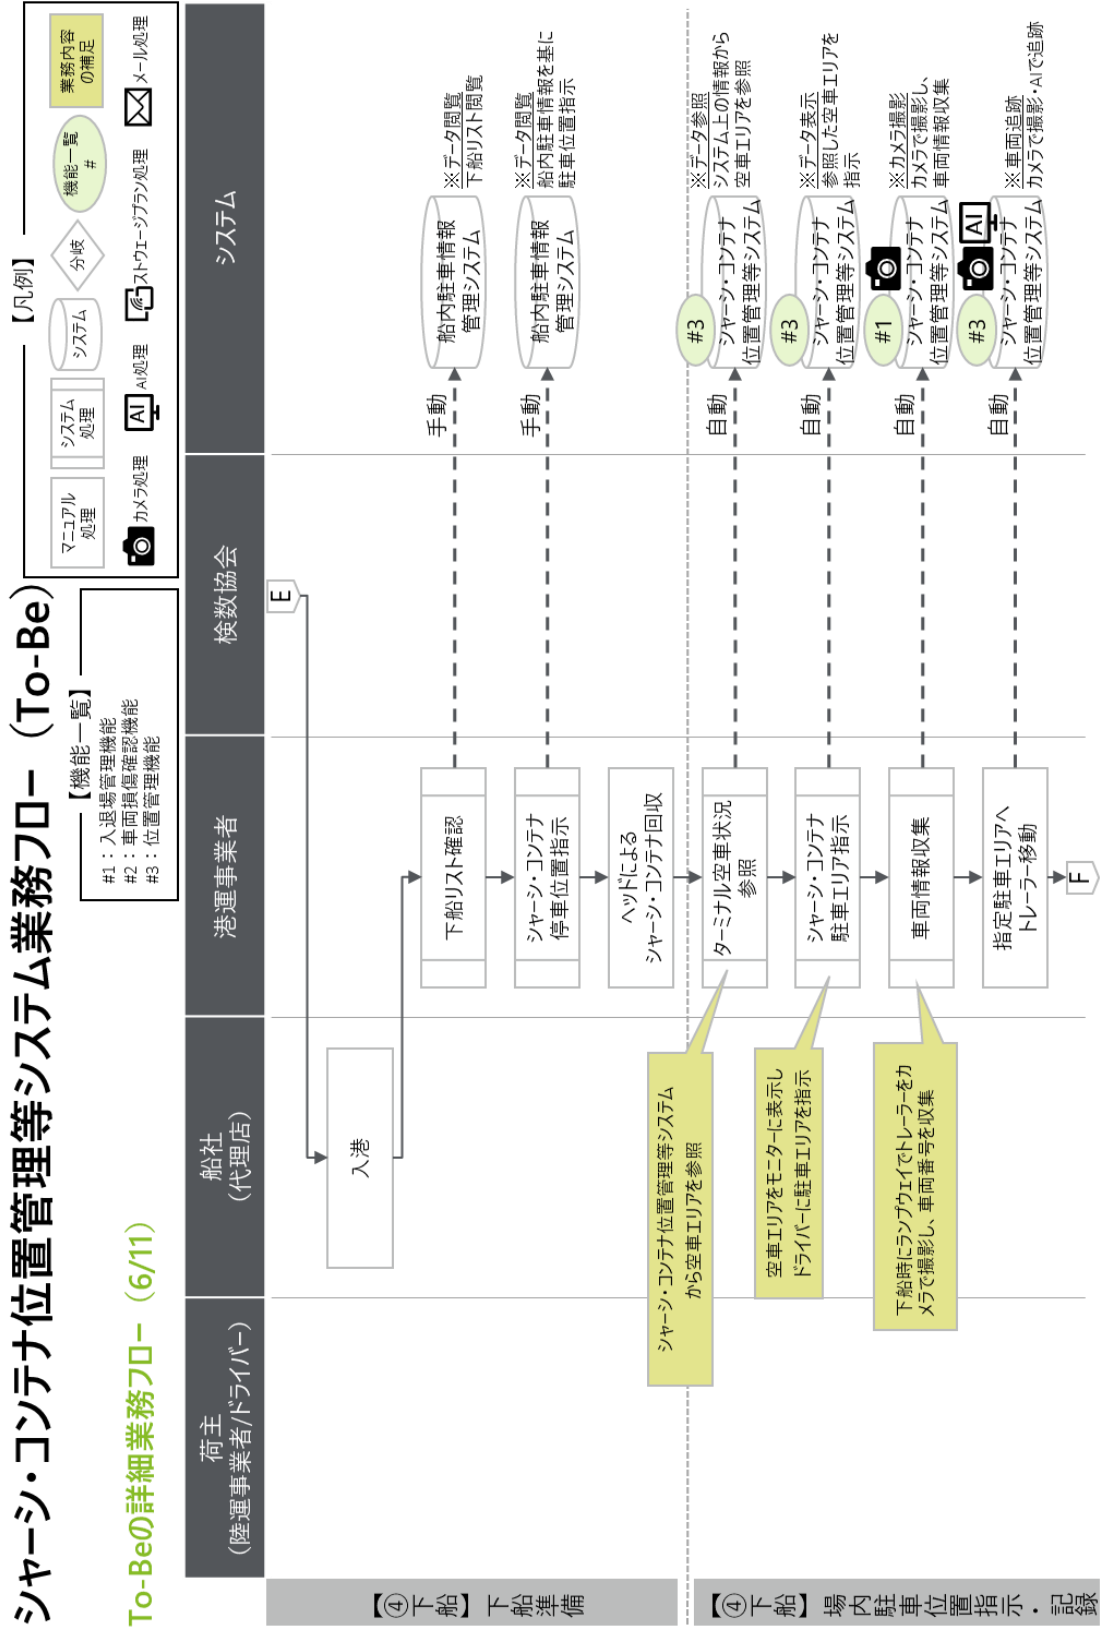 シャーシ・コンテナ位置管理等システム業務フロー（To-Be）
To-Beの詳細業務フロー（6/11）
【機能一覧】
#1：入退場管理機能
#2：車両損傷確認機能
#3：位置管理機能
【凡例】
マニュアル
処理
システム
処理
システム
分岐
機能一覧
#
業務内容
の補足
カメラ処理
AI
AI処理
ストウェージプラン処理
メール処理
荷主
（陸運事業者/ドライバー）
船社
（代理店）
港運事業者
検数協会
システム
【④下船】下船準備
E
入港
下船リスト確認
手動
船内駐車情報
管理システム
※データ閲覧
下船リスト閲覧
シャーシ・コンテナ
停車位置指示
手動
船内駐車情報
管理システム
※データ閲覧
船内駐車情報を基に
駐車位置指示
ヘッドによる
シャーシ・コンテナ回収
【④下船】場内駐車位置指示・記録
シャーシ・コンテナ位置管理等システム
から空車エリアを参照
ターミナル空車状況
参照
自動
#3
シャーシ・コンテナ
位置管理等システム
※データ参照
システム上の情報から
空車エリアを参照
空車エリアをモニターに表示し
ドライバーに駐車エリアを指示
シャーシ・コンテナ
駐車エリア指示
自動
#3
シャーシ・コンテナ
位置管理等システム
※データ表示
参照した空車エリアを
指示
下船時にランプウェイでトレーラーをカ
メラで撮影し、車両番号を収集
車両情報収集
自動
#1
シャーシ・コンテナ
位置管理等システム
※カメラ撮影
カメラで撮影し、
車両情報収集
指定駐車エリアへ
トレーラー移動
自動
#3
AI
シャーシ・コンテナ
位置管理等システム
※車両追跡
カメラで撮影・AIで追跡
F